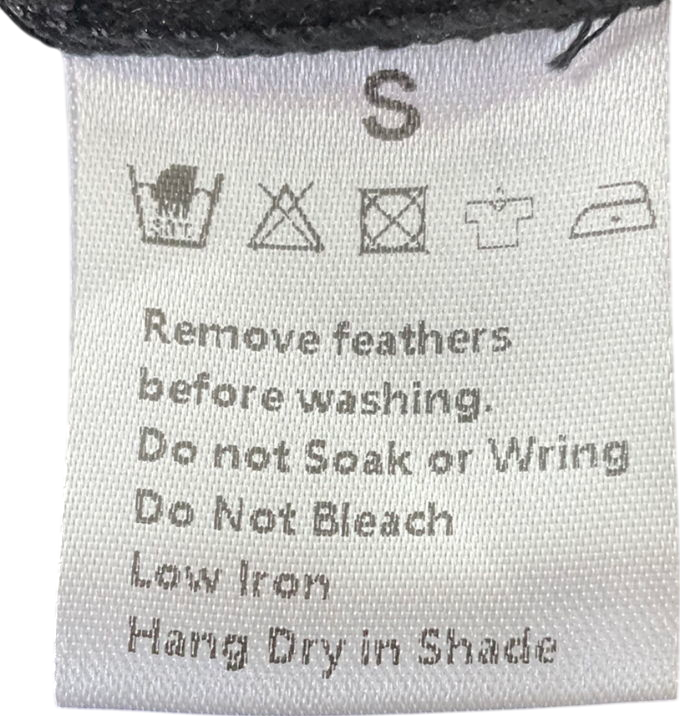 S
Remove feathers
before washing.
Do not Soak or Wring
Do Not Bleach
Low Iron
Hang Dry in Shade